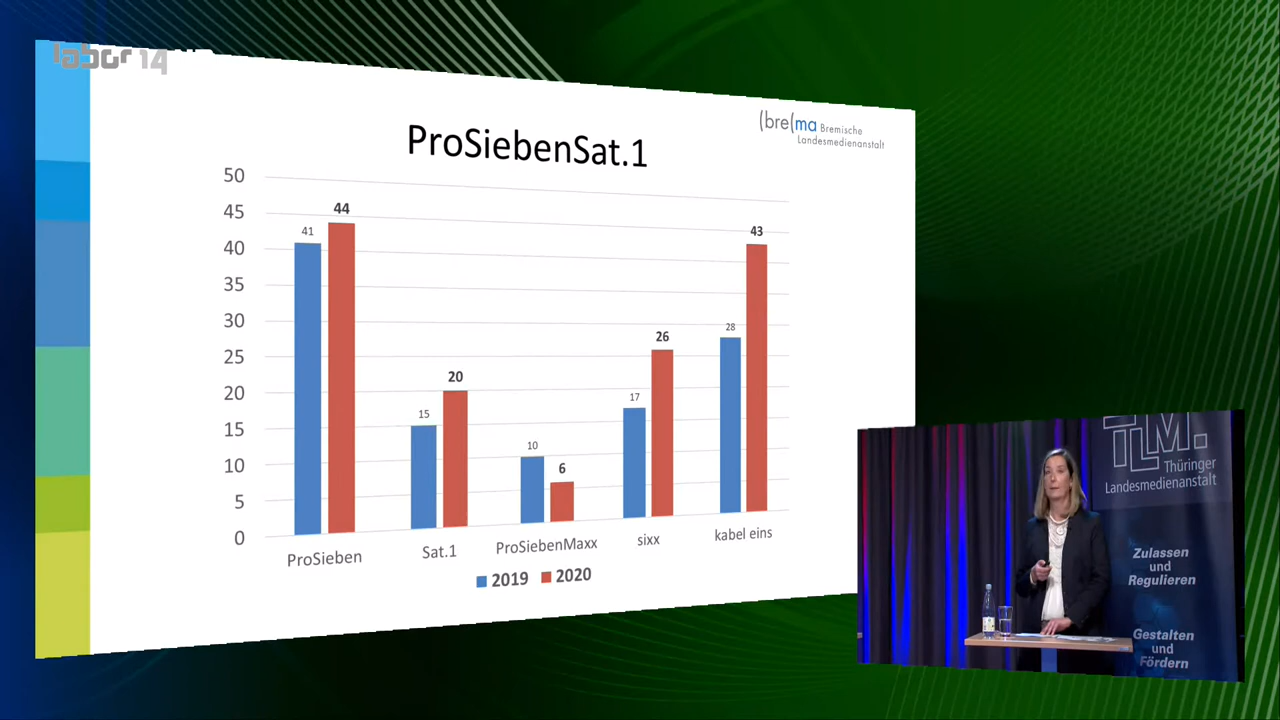 labor 14
(bre(ma Bremische
Landesmedienanstalt
ProSiebenSat.1
50
45
40
35
30
25
20
15
10
5
0
41
44
15
20
10
6
17
26
28
43
ProSieben
Sat.1
ProSiebenMaxx
sixx
kabel eins
2019
2020
TLM.
Thüringer
Landesmedienanstalt
Zulassen
und
Regulieren
Gestalten
und
Fördern